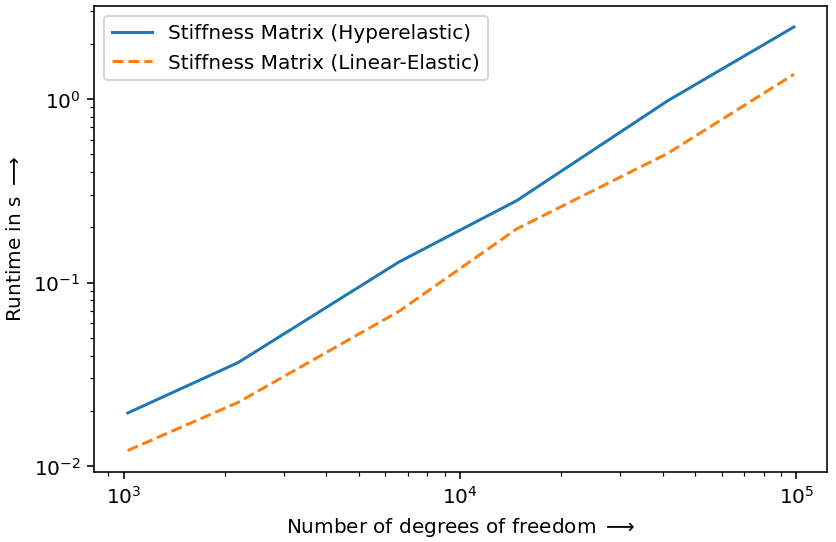 Stiffness Matrix (Hyperelastic)
Stiffness Matrix (Linear-Elastic)
Runtime in s ⟶
10⁰
10⁻¹
10⁻²
10³
10⁴
10⁵
Number of degrees of freedom ⟶